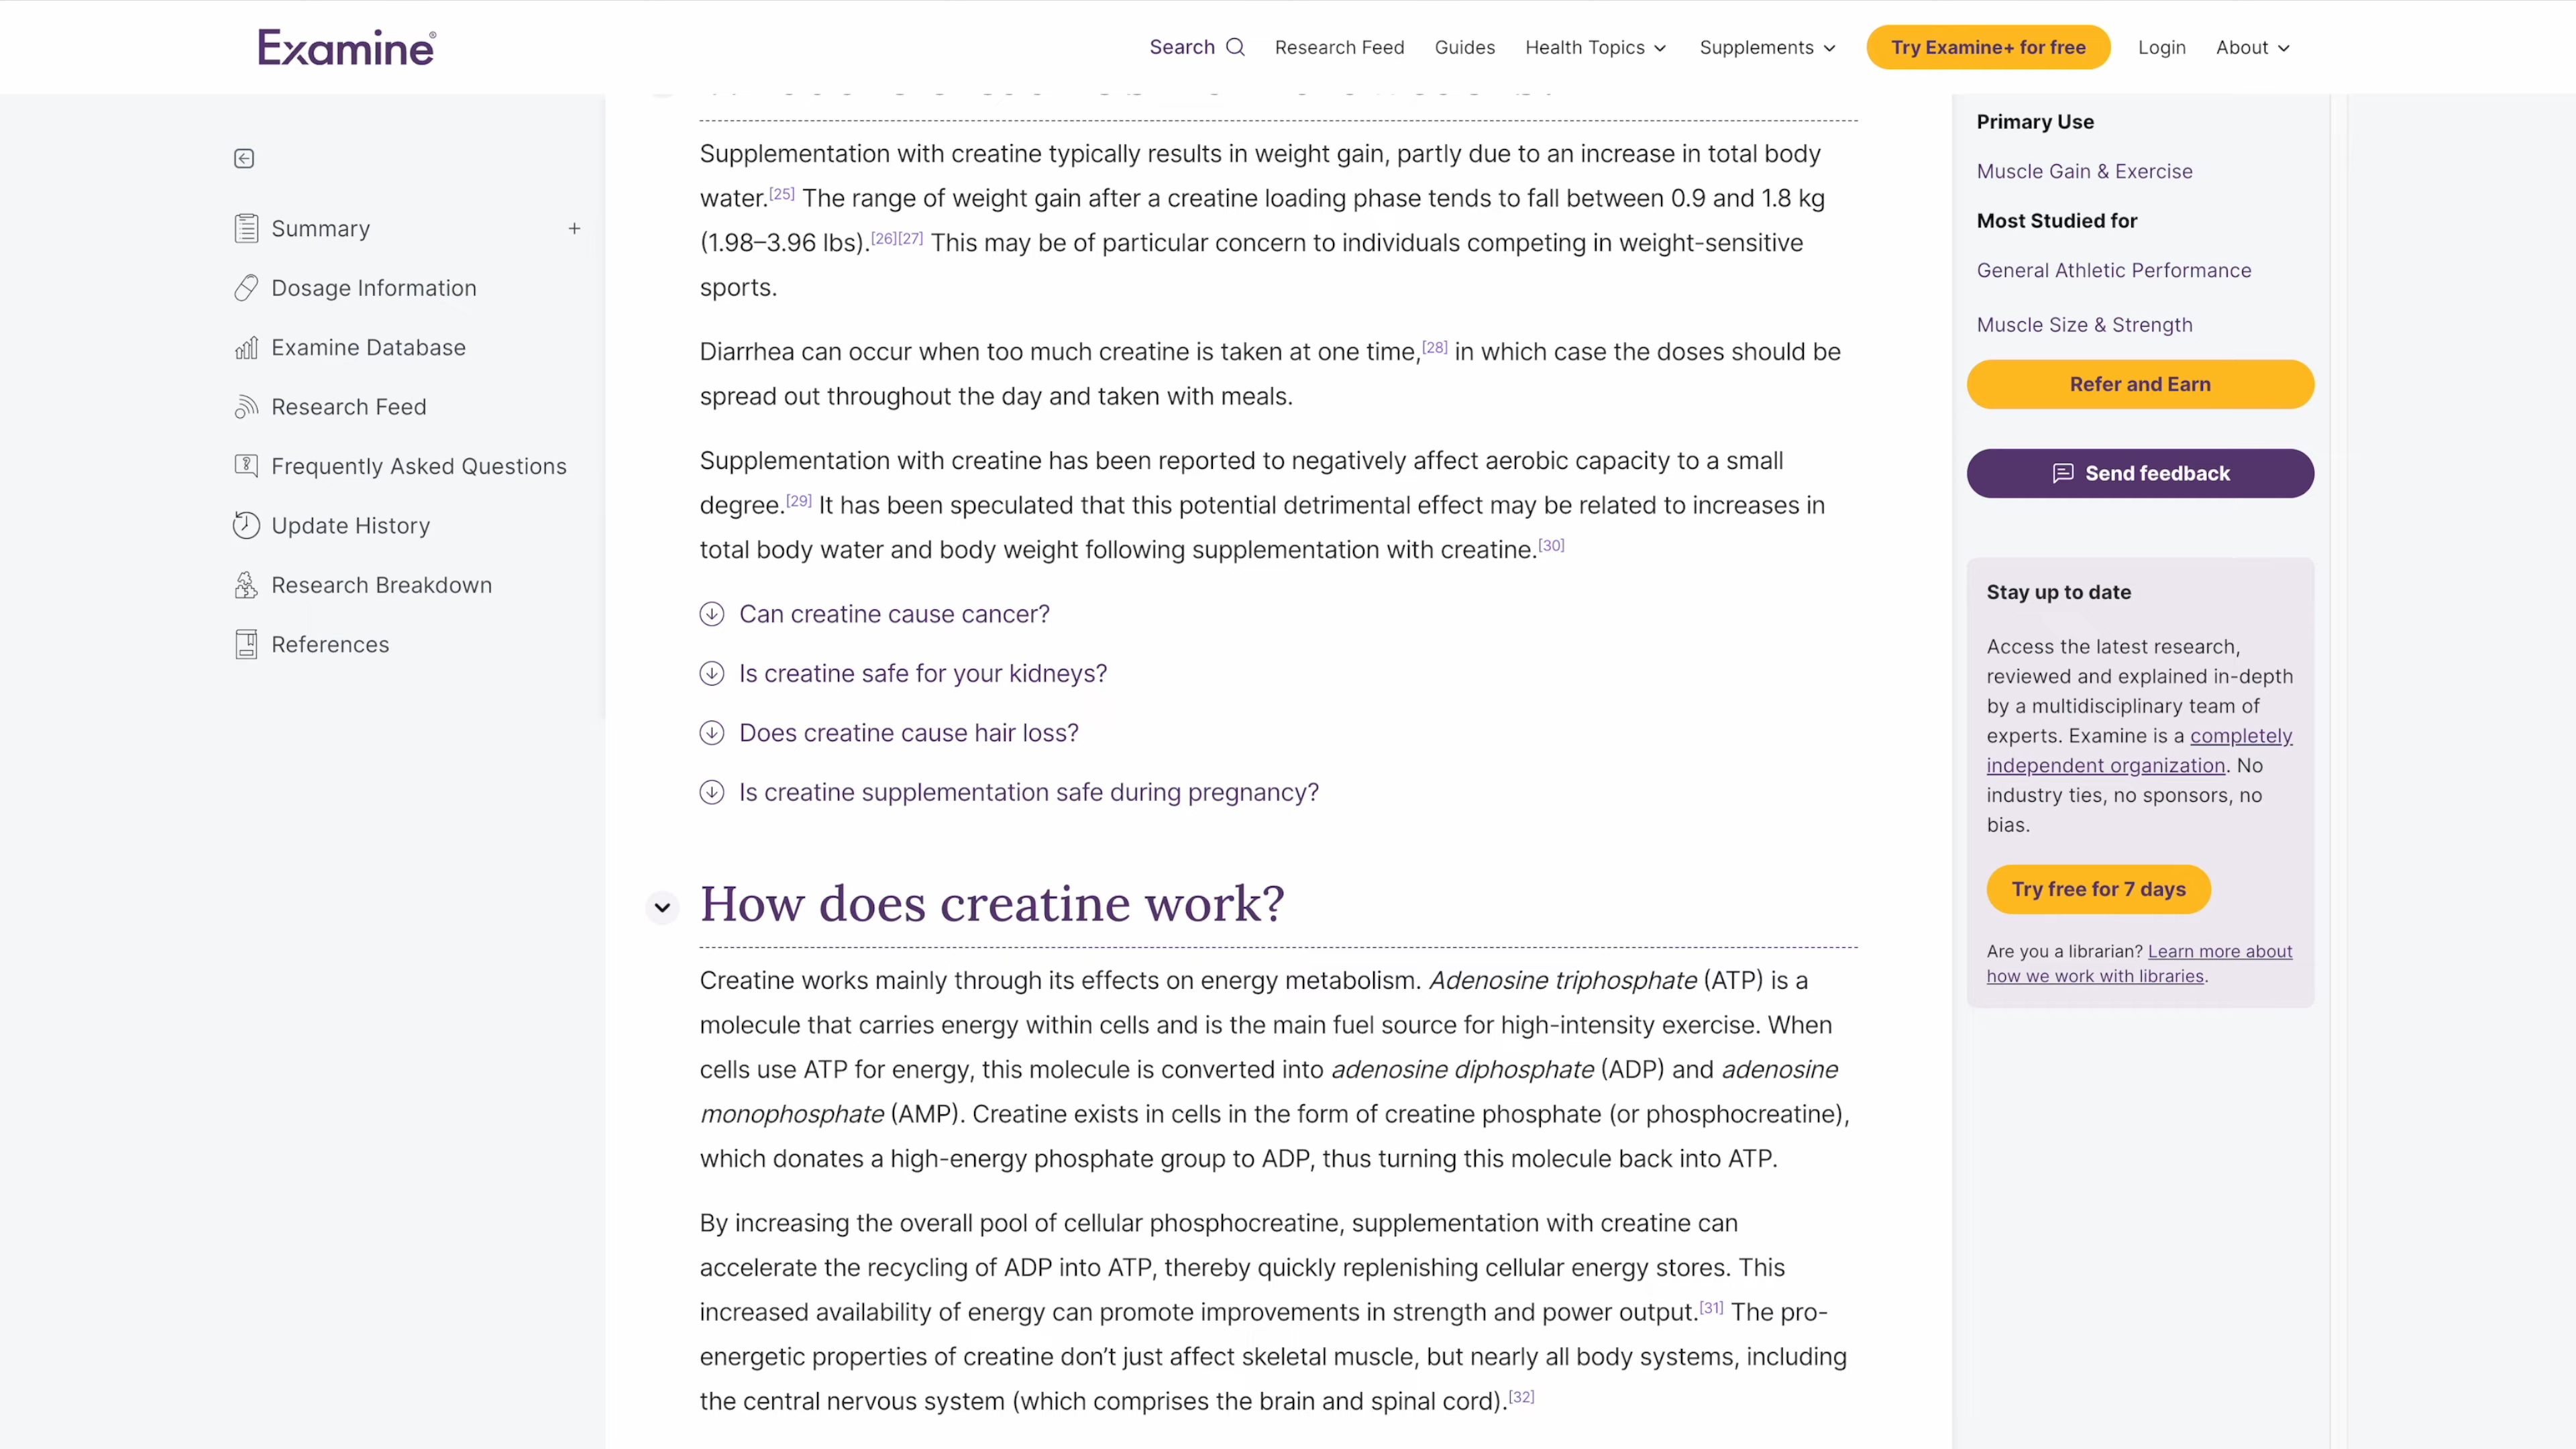 Examine®
Search
Research Feed
Guides
Health Topics
Supplements
Try Examine+ for free
Login
About
Summary
+
Dosage Information
Examine Database
Research Feed
Frequently Asked Questions
Update History
Research Breakdown
References
Supplementation with creatine typically results in weight gain, partly due to an increase in total body
water.[25] The range of weight gain after a creatine loading phase tends to fall between 0.9 and 1.8 kg
(1.98–3.96 lbs).[26][27] This may be of particular concern to individuals competing in weight-sensitive
sports.
Diarrhea can occur when too much creatine is taken at one time,[28] in which case the doses should be
spread out throughout the day and taken with meals.
Supplementation with creatine has been reported to negatively affect aerobic capacity to a small
degree.[29] It has been speculated that this potential detrimental effect may be related to increases in
total body water and body weight following supplementation with creatine.[30]
Can creatine cause cancer?
Is creatine safe for your kidneys?
Does creatine cause hair loss?
Is creatine supplementation safe during pregnancy?
How does creatine work?
Creatine works mainly through its effects on energy metabolism. Adenosine triphosphate (ATP) is a
molecule that carries energy within cells and is the main fuel source for high-intensity exercise. When
cells use ATP for energy, this molecule is converted into adenosine diphosphate (ADP) and adenosine
monophosphate (AMP). Creatine exists in cells in the form of creatine phosphate (or phosphocreatine),
which donates a high-energy phosphate group to ADP, thus turning this molecule back into ATP.
By increasing the overall pool of cellular phosphocreatine, supplementation with creatine can
accelerate the recycling of ADP into ATP, thereby quickly replenishing cellular energy stores. This
increased availability of energy can promote improvements in strength and power output.[31] The pro-
energetic properties of creatine don't just affect skeletal muscle, but nearly all body systems, including
the central nervous system (which comprises the brain and spinal cord).[32]
Primary Use
Muscle Gain & Exercise
Most Studied for
General Athletic Performance
Muscle Size & Strength
Refer and Earn
Send feedback
Stay up to date
Access the latest research,
reviewed and explained in-depth
by a multidisciplinary team of
experts. Examine is a completely
independent organization. No
industry ties, no sponsors, no
bias.
Try free for 7 days
Are you a librarian? Learn more about
how we work with libraries.